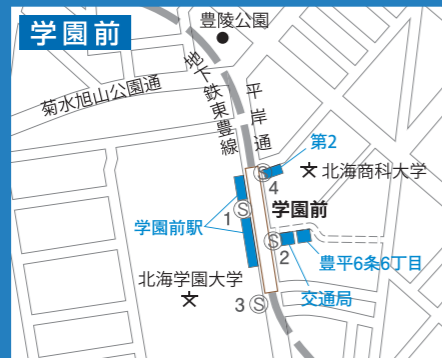 学園前
豊陵公園
菊水旭山公園通
地下鉄東豊線
平岸通
第2
Ⓢ
4
北海商科大学
学園前駅
1
Ⓢ
学園前
Ⓢ
2
豊平6条6丁目
交通局
北海学園大学
3
Ⓢ